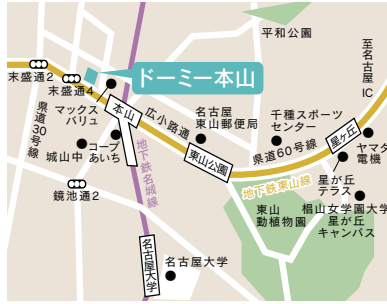 平和公園
至名古屋IC
末盛通2
末盛通4
ドーミー本山
県道30号線
マックス
バリュ
本山
広小路通
名古屋
東山郵便局
千種スポーツ
センター
星ヶ丘
ヤマダ
電機
城山中
コープ
あいち
地下鉄名城線
東山公園
県道60号線
地下鉄東山線
星が丘
テラス
鏡池通2
東山
動植物園
椙山女学園大学
星が丘
キャンパス
名古屋大学
名古屋大学